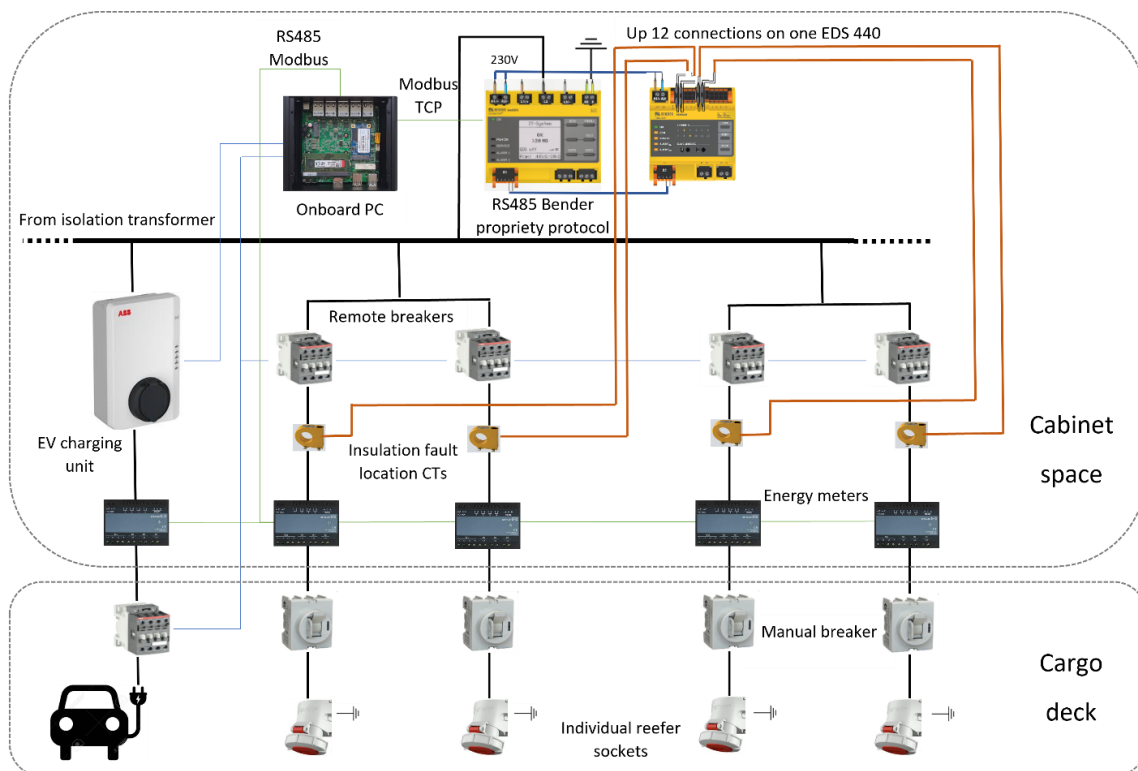 RS485
Modbus
Up 12 connections on one EDS 440
230V
Modbus
TCP
Onboard PC
RS485 Bender
propriety protocol
From isolation transformer
ABB
Remote breakers
EV charging
unit
Insulation fault
location CTs
Cabinet
space
Energy meters
Manual breaker
Cargo
deck
Individual reefer
sockets